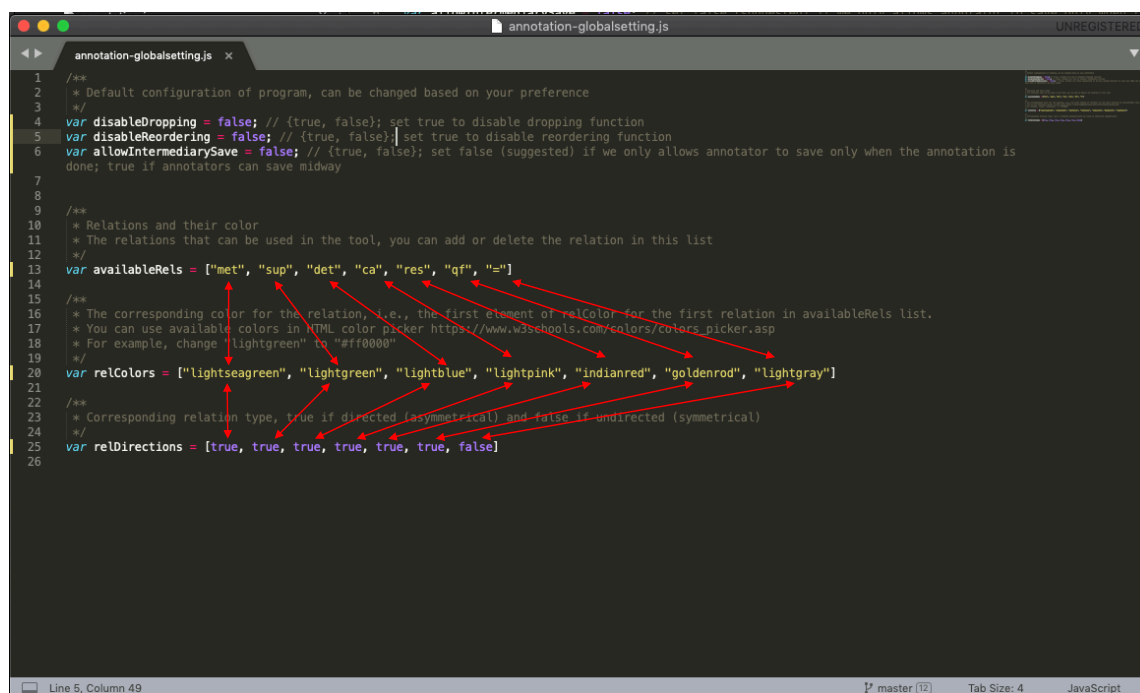 annotation-globalsetting.js
UNREGISTERED
annotation-globalsetting.js ×
1 /**
2 * Default configuration of program, can be changed based on your preference
3 */
4 var disableDropping = false; // {true, false}; set true to disable dropping function
5 var disableReordering = false; // {true, false}; set true to disable reordering function
6 var allowIntermediarySave = false; // {true, false}; set false (suggested) if we only allows annotator to save only when the annotation is
done; true if annotators can save midway
7
8
9 /**
10 * Relations and their color
11 * The relations that can be used in the tool, you can add or delete the relation in this list
12 */
13 var availableRels = ["met", "sup", "det", "ca", "res", "qf", "="]
14
15 /**
16 * The corresponding color for the relation, i.e., the first element of relColor for the first relation in availableRels list.
17 * You can use available colors in HTML color picker https://www.w3schools.com/colors/colors_picker.asp
18 * For example, change "lightgreen" to "#ff0000"
19 */
20 var relColors = ["lightseagreen", "lightgreen", "lightblue", "lightpink", "indianred", "goldenrod", "lightgray"]
21
22 /**
23 * Corresponding relation type, true if directed (asymmetrical) and false if undirected (symmetrical)
24 */
25 var relDirections = [true, true, true, true, true, true, false]
26
Line 5, Column 49
master 12
Tab Size: 4
JavaScript